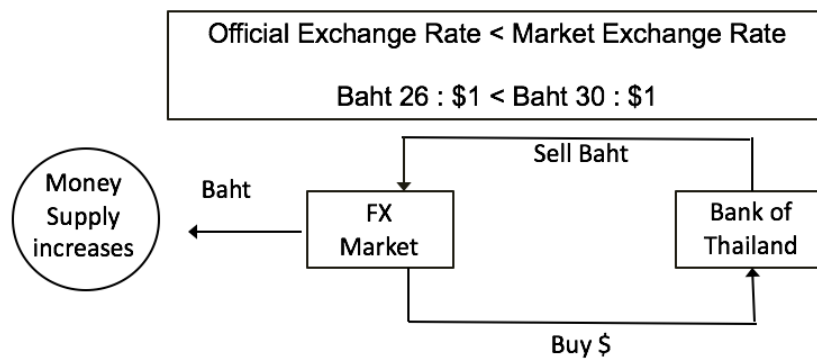 Official Exchange Rate < Market Exchange Rate
Baht 26 : $1 < Baht 30 : $1
Sell Baht
Money
Supply
increases
Baht
FX
Market
Bank of
Thailand
Buy $